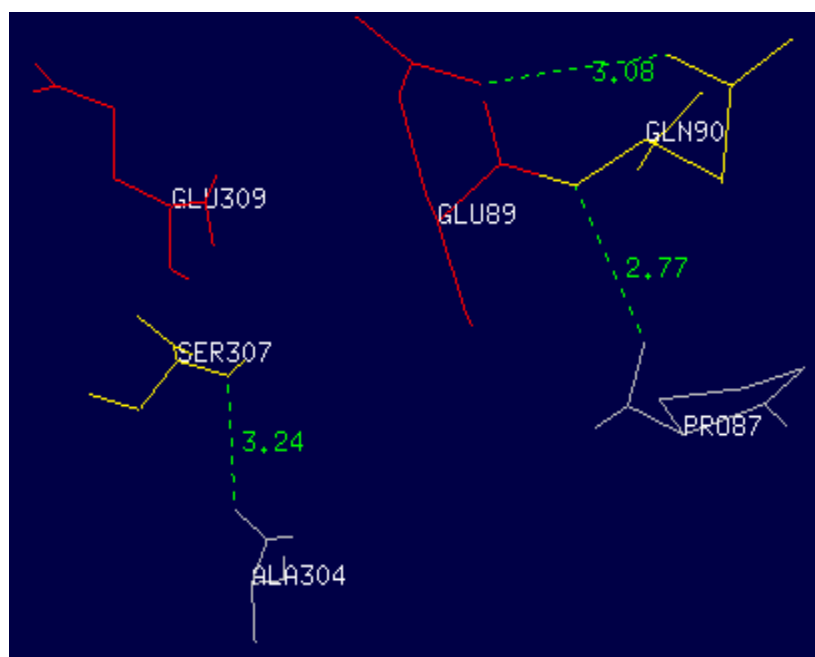 3.08
GLN90
GLU309
GLU89
2.77
SER307
PRO87
3.24
ALA304